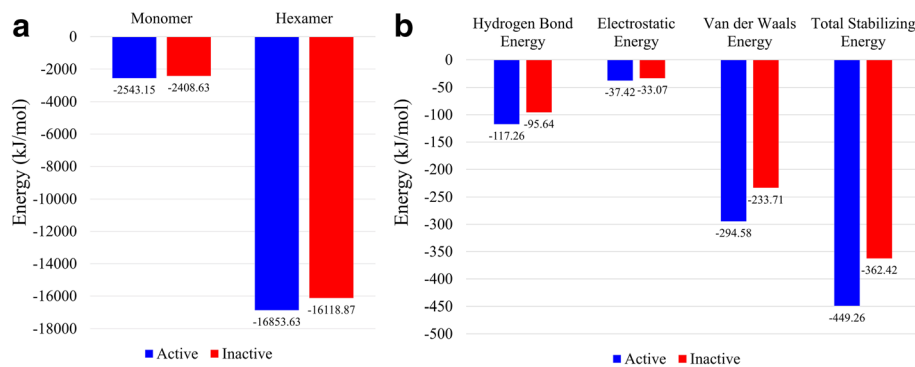 a
Monomer Hexamer
0
-2000
-4000
-6000
-8000
-10000
-12000
-14000
-16000
-18000
Energy (kJ/mol)
-2543.15 -2408.63
-16853.63 -16118.87
Active Inactive
b
Hydrogen Bond Energy
Electrostatic Energy
Van der Waals Energy
Total Stabilizing Energy
0
-50
-100
-150
-200
-250
-300
-350
-400
-450
-500
Energy (kJ/mol)
-117.26 -95.64
-37.42 -33.07
-294.58 -233.71
-449.26 -362.42
Active Inactive